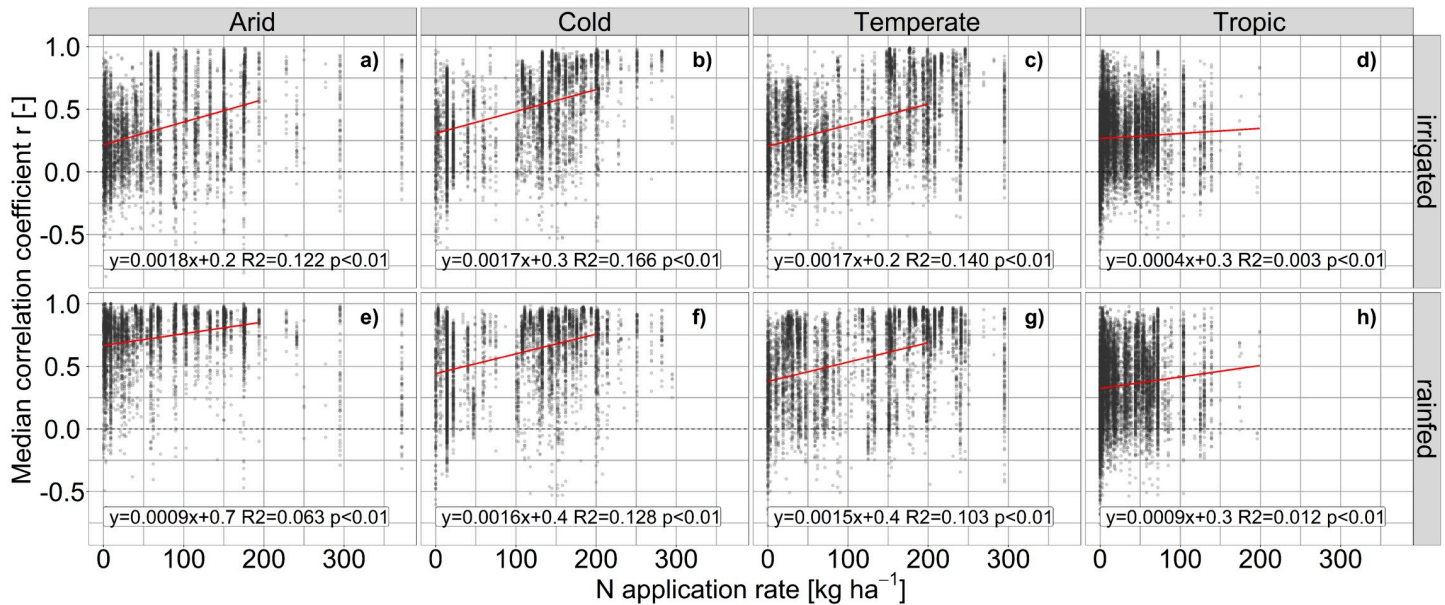 Arid Cold Temperate Tropic
Median correlation coefficient r [-]
1.0 a) b) c) d)
0.5
0.0
-0.5
y=0.0018x+0.2 R2=0.122 p<0.01 y=0.0017x+0.3 R2=0.166 p<0.01 y=0.0017x+0.2 R2=0.140 p<0.01 y=0.0004x+0.3 R2=0.003 p<0.01
irrigated
1.0 e) f) g) h)
0.5
0.0
-0.5
y=0.0009x+0.7 R2=0.063 p<0.01 y=0.0016x+0.4 R2=0.128 p<0.01 y=0.0015x+0.4 R2=0.103 p<0.01 y=0.0009x+0.3 R2=0.012 p<0.01
rainfed
0 100 200 300 0 100 200 300 0 100 200 300 0 100 200 300
N application rate [kg ha⁻¹]